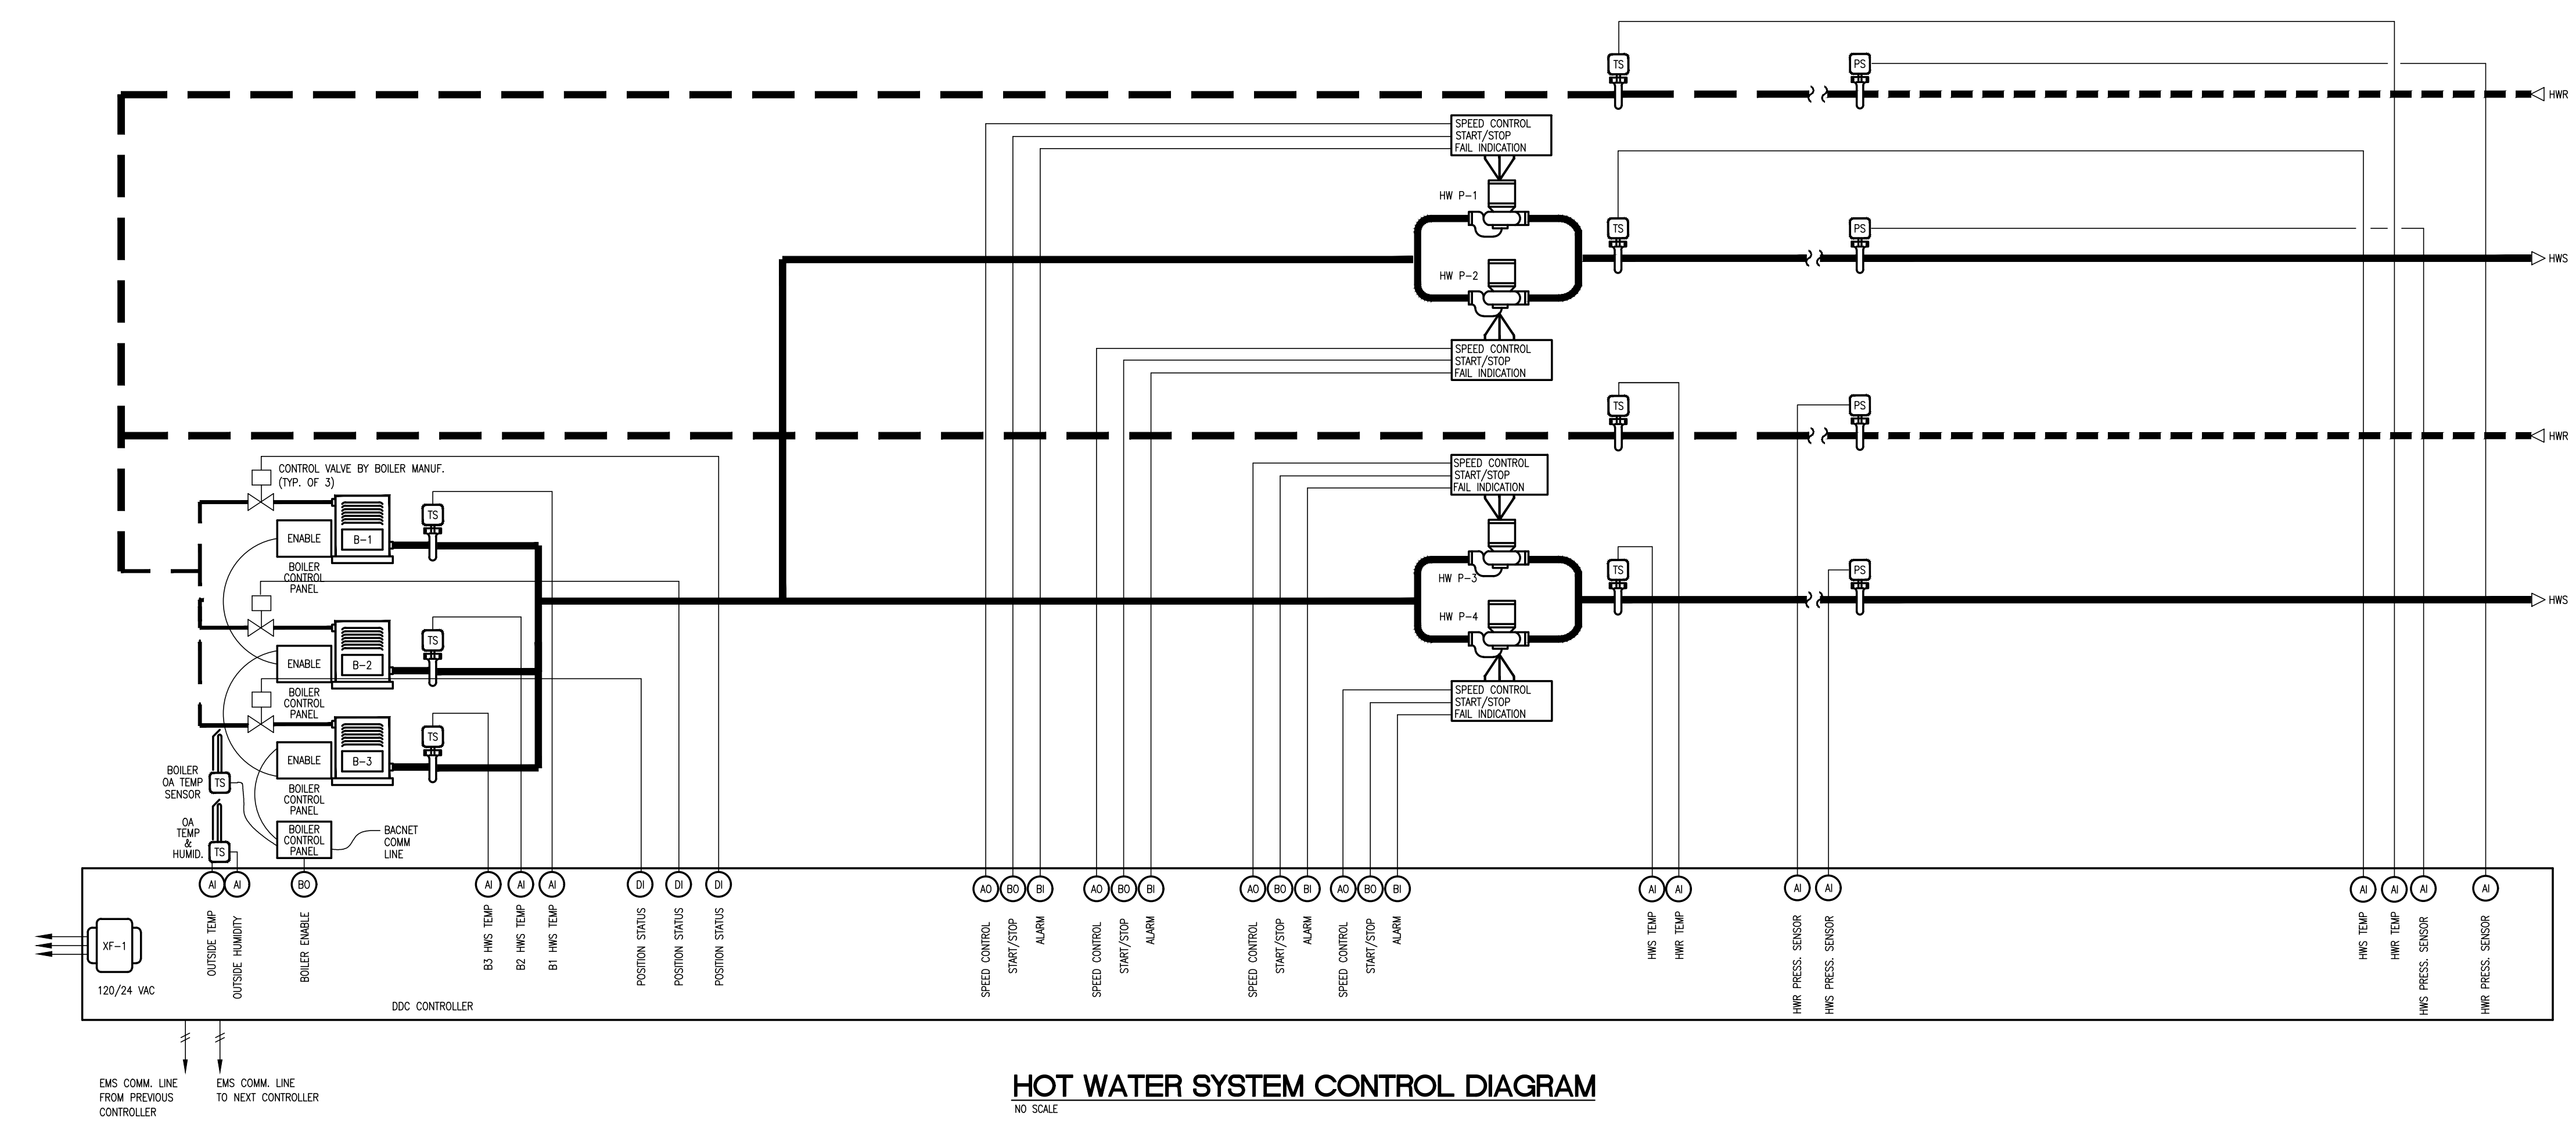 TS
PS
HWR
SPEED CONTROL
START/STOP
FAIL INDICATION
HW P-1
TS
PS
HWS
HW P-2
SPEED CONTROL
START/STOP
FAIL INDICATION
TS
PS
HWR
SPEED CONTROL
START/STOP
FAIL INDICATION
HW P-3
TS
PS
HWS
HW P-4
SPEED CONTROL
START/STOP
FAIL INDICATION
CONTROL VALVE BY BOILER MANUF.
(TYP. OF 3)
TS
ENABLE
B-1
BOILER
CONTROL
PANEL
TS
ENABLE
B-2
BOILER
CONTROL
PANEL
TS
ENABLE
B-3
BOILER
CONTROL
PANEL
BOILER
OA TEMP
SENSOR
TS
OA
TEMP
&
HUMID.
TS
BOILER
CONTROL
PANEL
BACNET
COMM
LINE
AI
AI
BO
AI
AI
AI
DI
DI
DI
AO
BO
BI
AO
BO
BI
AO
BO
BI
AO
BO
BI
AI
AI
AI
AI
AI
AI
AI
AI
OUTSIDE TEMP
OUTSIDE HUMIDITY
BOILER ENABLE
B3 HWS TEMP
B2 HWS TEMP
B1 HWS TEMP
POSITION STATUS
POSITION STATUS
POSITION STATUS
SPEED CONTROL
START/STOP
ALARM
SPEED CONTROL
START/STOP
ALARM
SPEED CONTROL
START/STOP
ALARM
SPEED CONTROL
START/STOP
ALARM
HWS TEMP
HWR TEMP
HWR PRESS. SENSOR
HWS PRESS. SENSOR
HWS TEMP
HWR TEMP
HWS PRESS. SENSOR
HWR PRESS. SENSOR
XF-1
120/24 VAC
DDC CONTROLLER
EMS COMM. LINE
FROM PREVIOUS
CONTROLLER
EMS COMM. LINE
TO NEXT CONTROLLER
HOT WATER SYSTEM CONTROL DIAGRAM
NO SCALE